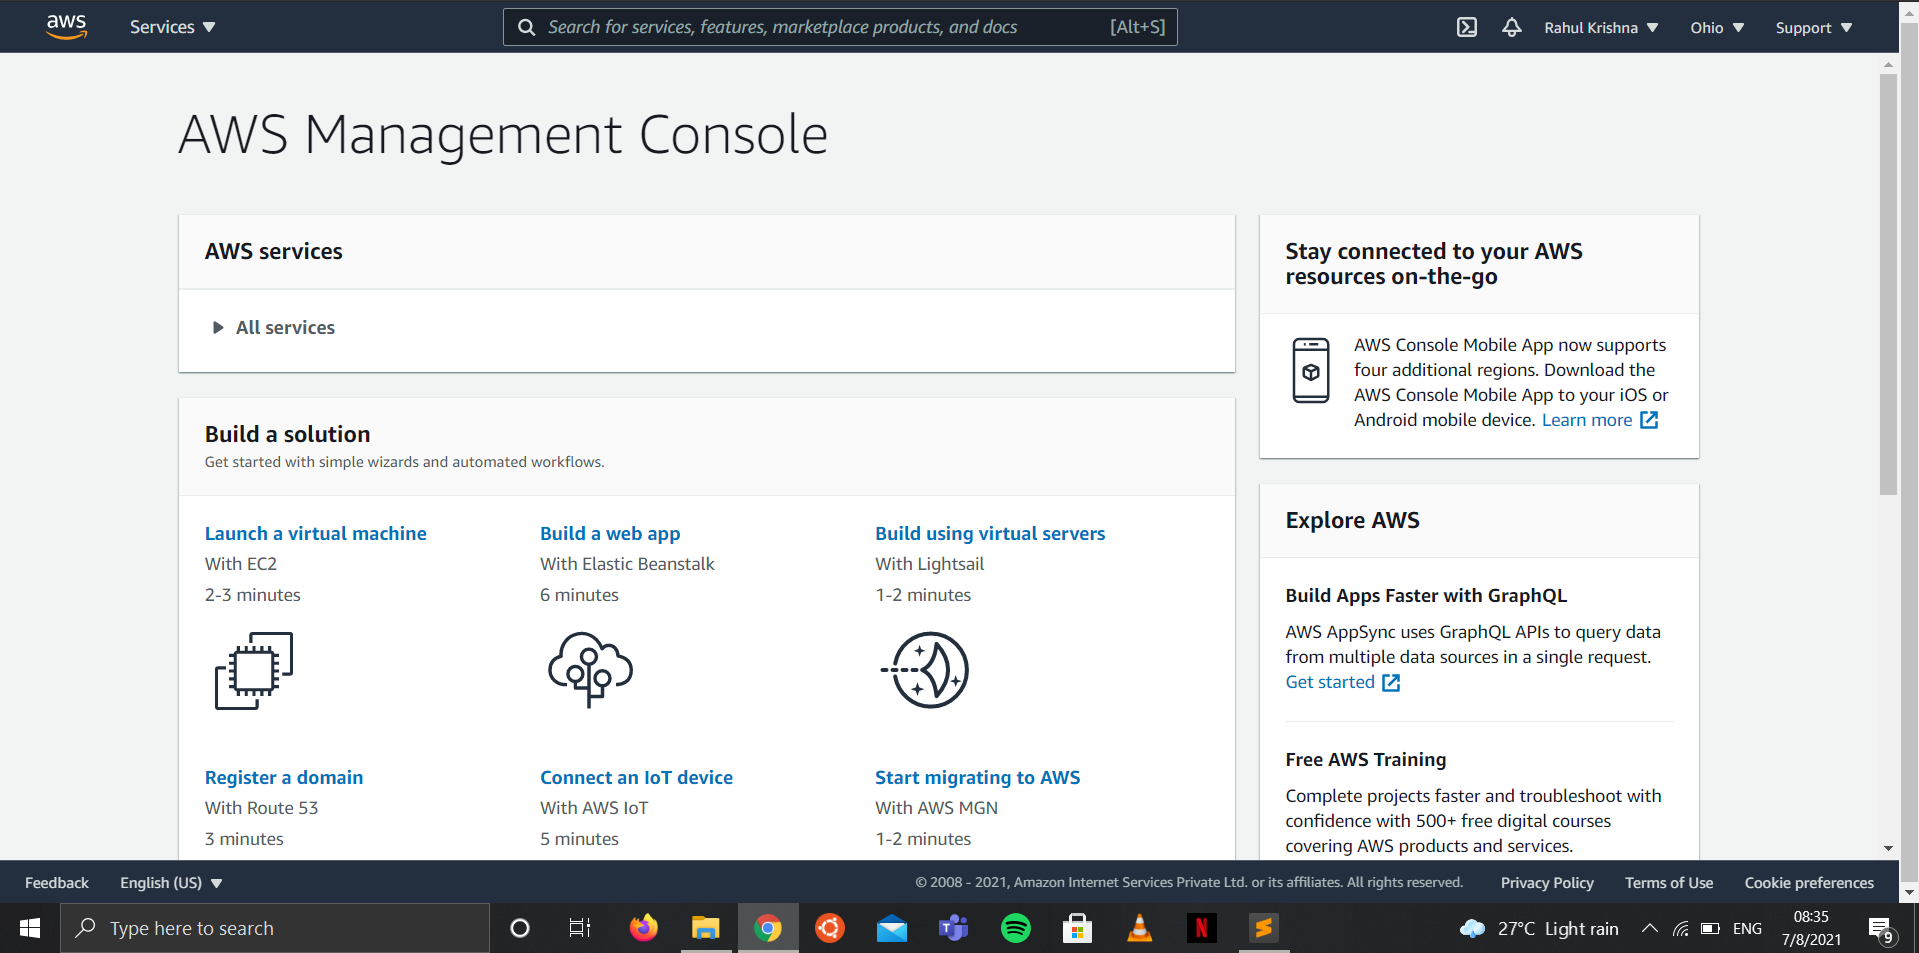 aws Services Search for services, features, marketplace products, and docs [Alt+S] Rahul Krishna Ohio Support
AWS Management Console
AWS services
All services
Build a solution
Get started with simple wizards and automated workflows.
Launch a virtual machine
With EC2
2-3 minutes
Build a web app
With Elastic Beanstalk
6 minutes
Build using virtual servers
With Lightsail
1-2 minutes
Register a domain
With Route 53
3 minutes
Connect an IoT device
With AWS IoT
5 minutes
Start migrating to AWS
With AWS MGN
1-2 minutes
Stay connected to your AWS
resources on-the-go
AWS Console Mobile App now supports
four additional regions. Download the
AWS Console Mobile App to your iOS or
Android mobile device. Learn more
Explore AWS
Build Apps Faster with GraphQL
AWS AppSync uses GraphQL APIs to query data
from multiple data sources in a single request.
Get started
Free AWS Training
Complete projects faster and troubleshoot with
confidence with 500+ free digital courses
covering AWS products and services.
Feedback English (US) © 2008 - 2021, Amazon Internet Services Private Ltd. or its affiliates. All rights reserved. Privacy Policy Terms of Use Cookie preferences
Type here to search T N S 27°C Light rain ENG 08:35
7/8/2021 9